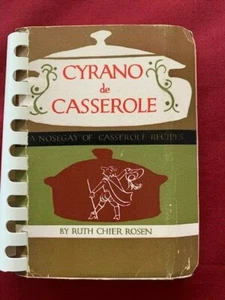 CYRANO
de
CASSEROLE
A NOSEGAY OF CASSEROLE RECIPES
BY RUTH CHIER ROSEN